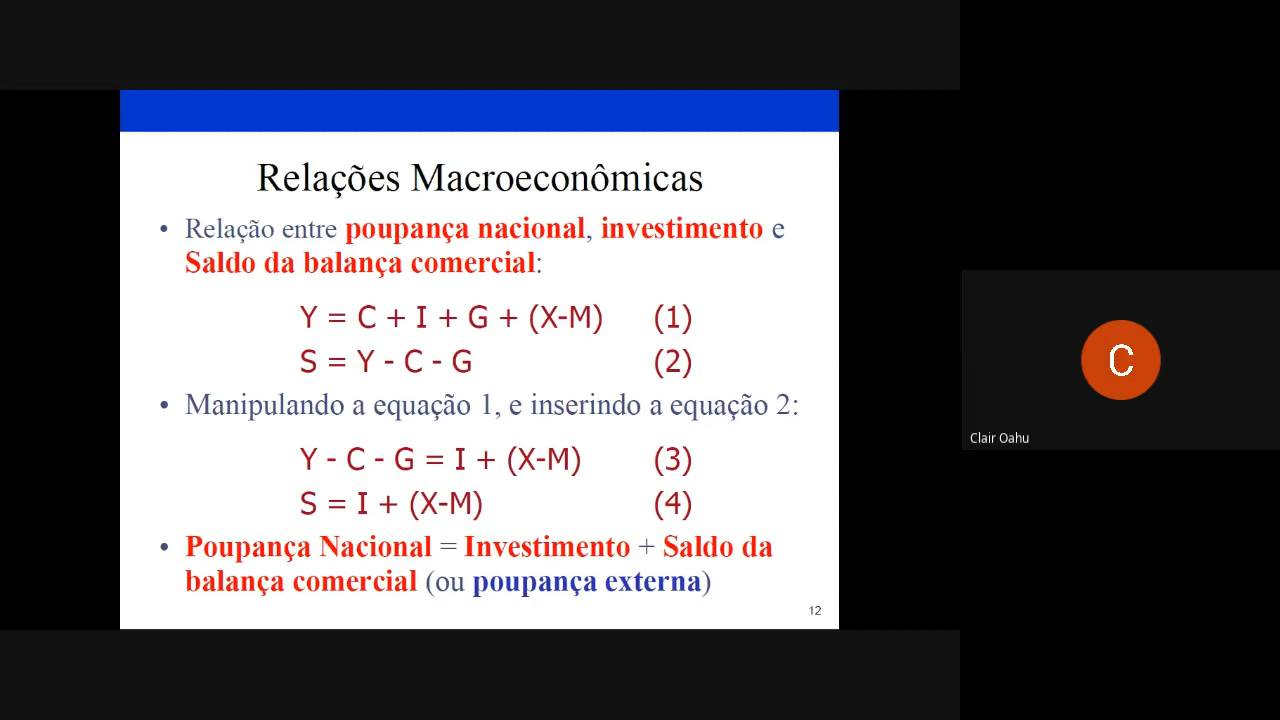 Relações Macroeconômicas
• Relação entre poupança nacional, investimento e
Saldo da balança comercial:
Y = C + I + G + (X-M) (1)
S = Y - C - G (2)
• Manipulando a equação 1, e inserindo a equação 2:
Y - C - G = I + (X-M) (3)
S = I + (X-M) (4)
• Poupança Nacional = Investimento + Saldo da
balança comercial (ou poupança externa)
12
C
Clair Oahu